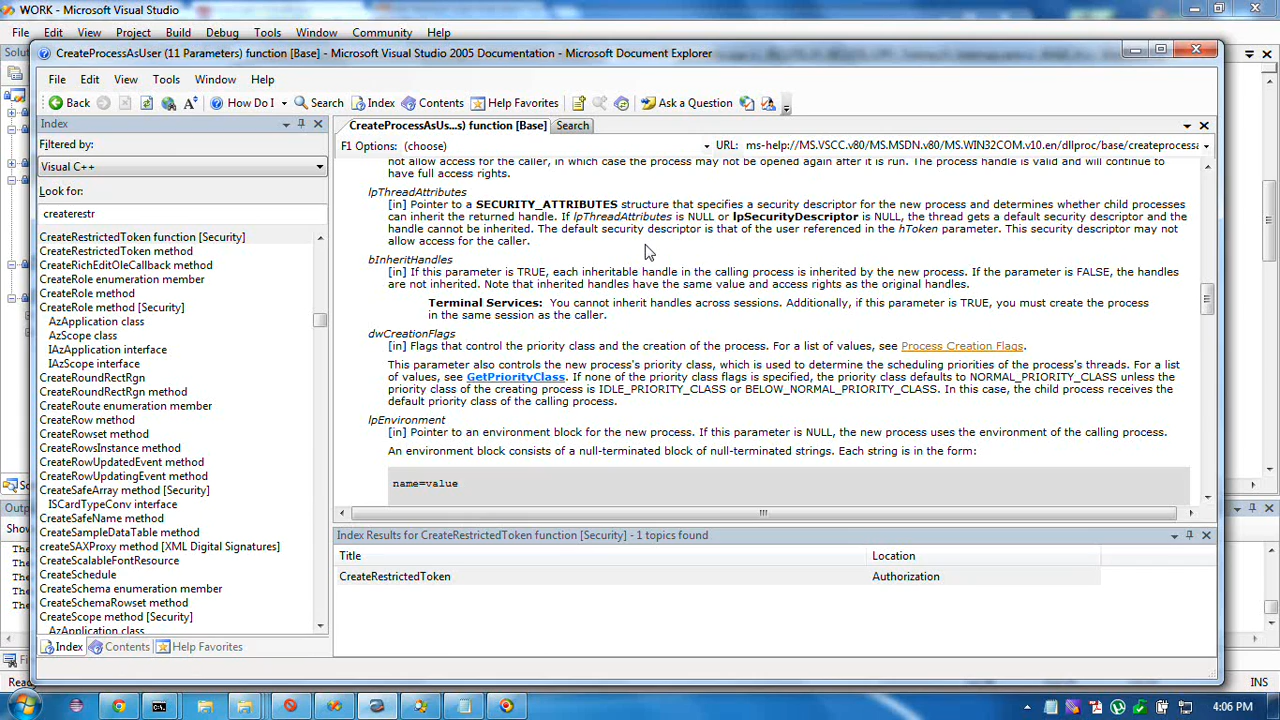 WORK - Microsoft Visual Studio
File Edit View Project Build Debug Tools Window Community Help
CreateProcessAsUser (11 Parameters) function [Base] - Microsoft Visual Studio 2005 Documentation - Microsoft Document Explorer
File Edit View Tools Window Help
Back How Do I Search Index Contents Help Favorites Ask a Question
Index
Filtered by:
Visual C++
Look for:
createrestr
CreateRestrictedToken function [Security]
CreateRestrictedToken method
CreateRichEditOleCallback method
CreateRole enumeration member
CreateRole method
CreateRole method [Security]
AzApplication class
AzScope class
IAzApplication interface
IAzScope interface
CreateRoundRectRgn
CreateRoundRectRgn method
CreateRoute enumeration member
CreateRow method
CreateRowset method
CreateRowsInstance method
CreateRowUpdatedEvent method
CreateRowUpdatingEvent method
CreateSafeArray method [Security]
ISCardTypeConv interface
CreateSafeName method
CreateSampleDataTable method
createSAXProxy method [XML Digital Signatures]
CreateScalableFontResource
CreateSchedule
CreateSchema enumeration member
CreateSchemaRowset method
CreateScope method [Security]
AzApplication class
Index Contents Help Favorites
CreateProcessAsUs...s) function [Base] Search
F1 Options: (choose) URL: ms-help://MS.VSCC.v80/MS.MSDN.v80/MS.WIN32COM.v10.en/dllproc/base/createprocessa
not allow access for the caller, in which case the process may not be opened again after it is run. The process handle is valid and will continue to
have full access rights.
lpThreadAttributes
[in] Pointer to a SECURITY_ATTRIBUTES structure that specifies a security descriptor for the new process and determines whether child processes
can inherit the returned handle. If lpThreadAttributes is NULL or lpSecurityDescriptor is NULL, the thread gets a default security descriptor and the
handle cannot be inherited. The default security descriptor is that of the user referenced in the hToken parameter. This security descriptor may not
allow access for the caller.
bInheritHandles
[in] If this parameter is TRUE, each inheritable handle in the calling process is inherited by the new process. If the parameter is FALSE, the handles
are not inherited. Note that inherited handles have the same value and access rights as the original handles.
Terminal Services: You cannot inherit handles across sessions. Additionally, if this parameter is TRUE, you must create the process
in the same session as the caller.
dwCreationFlags
[in] Flags that control the priority class and the creation of the process. For a list of values, see Process Creation Flags.
This parameter also controls the new process's priority class, which is used to determine the scheduling priorities of the process's threads. For a list
of values, see GetPriorityClass. If none of the priority class flags is specified, the priority class defaults to NORMAL_PRIORITY_CLASS unless the
priority class of the creating process is IDLE_PRIORITY_CLASS or BELOW_NORMAL_PRIORITY_CLASS. In this case, the child process receives the
default priority class of the calling process.
lpEnvironment
[in] Pointer to an environment block for the new process. If this parameter is NULL, the new process uses the environment of the calling process.
An environment block consists of a null-terminated block of null-terminated strings. Each string is in the form:
name=value
Index Results for CreateRestrictedToken function [Security] - 1 topics found
Title Location
CreateRestrictedToken Authorization
INS
4:06 PM